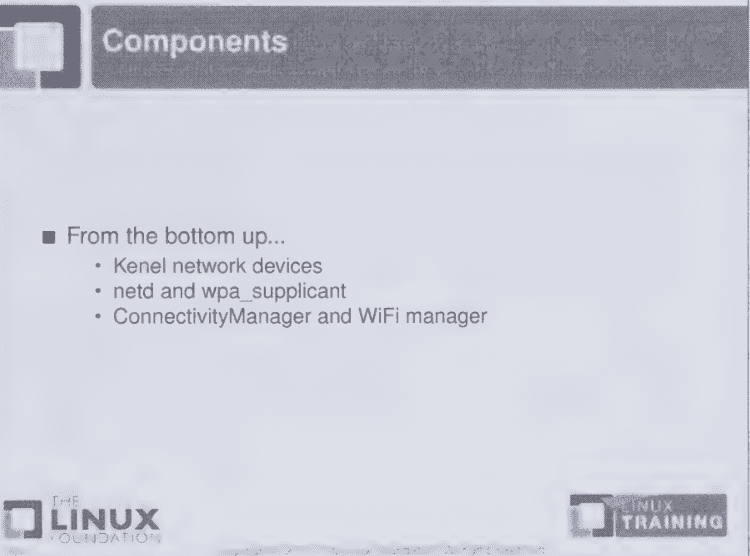 Components
From the bottom up...
Kenel network devices
netd and wpa_supplicant
ConnectivityManager and WiFi manager
THE
LINUX
FOUNDATION
LINUX
TRAINING